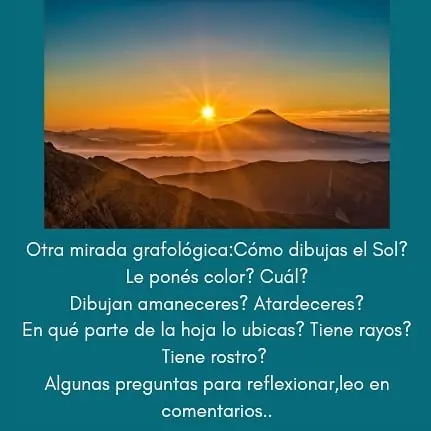 Otra mirada grafológica:Cómo dibujas el Sol?
Le ponés color? Cuál?
Dibujan amaneceres? Atardeceres?
En qué parte de la hoja lo ubicas? Tiene rayos?
Tiene rostro?
Algunas preguntas para reflexionar,leo en
comentarios..